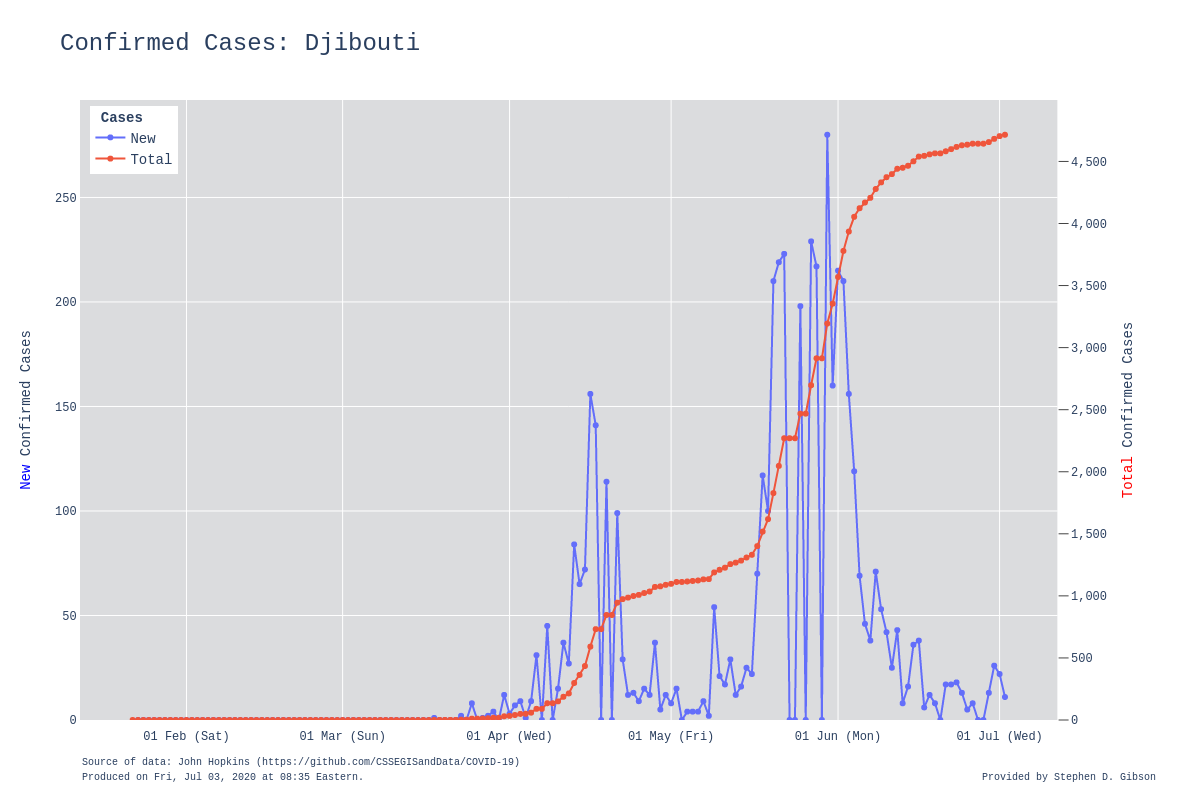 Confirmed Cases: Djibouti
Cases
New
Total
250
200
150
100
50
0
4,500
4,000
3,500
3,000
2,500
2,000
1,500
1,000
500
0
New Confirmed Cases
Total Confirmed Cases
01 Feb (Sat) 01 Mar (Sun) 01 Apr (Wed) 01 May (Fri) 01 Jun (Mon) 01 Jul (Wed)
Source of data: John Hopkins (https://github.com/CSSEGISandData/COVID-19)
Produced on Fri, Jul 03, 2020 at 08:35 Eastern.
Provided by Stephen D. Gibson